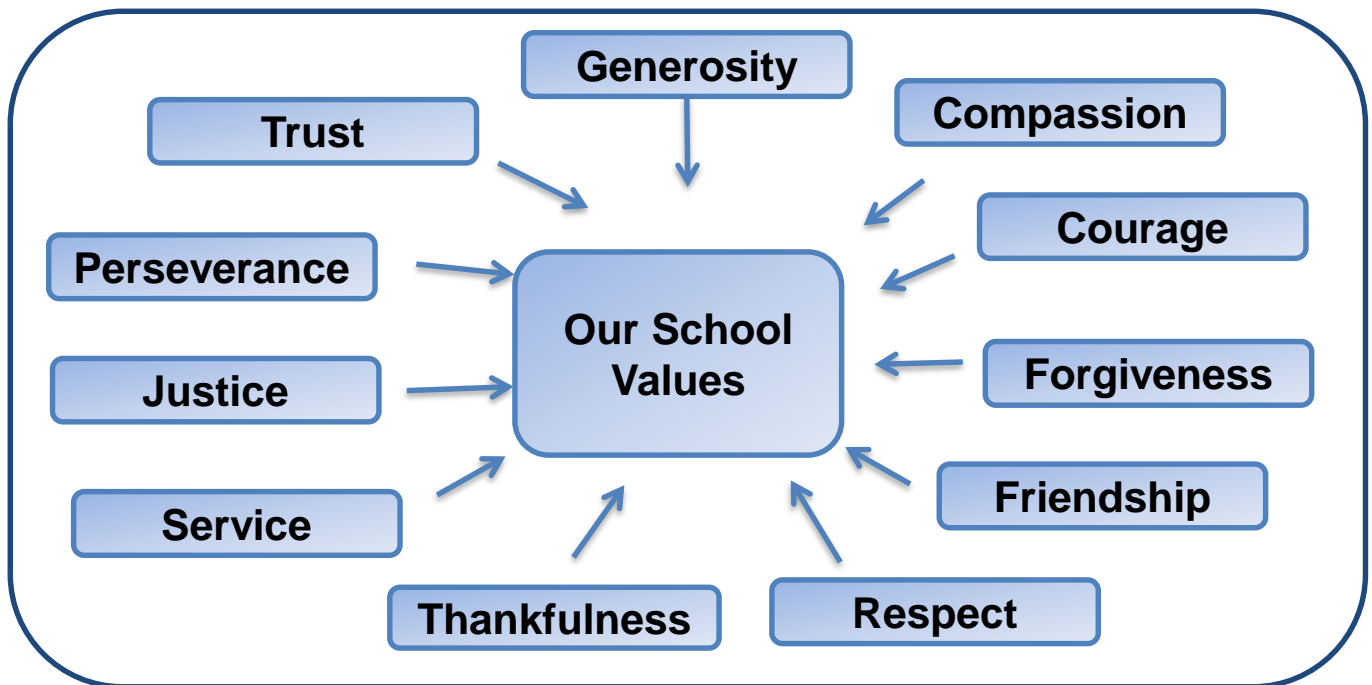 Generosity
Compassion
Trust
Courage
Perseverance
Our School
Values
Forgiveness
Justice
Friendship
Service
Respect
Thankfulness